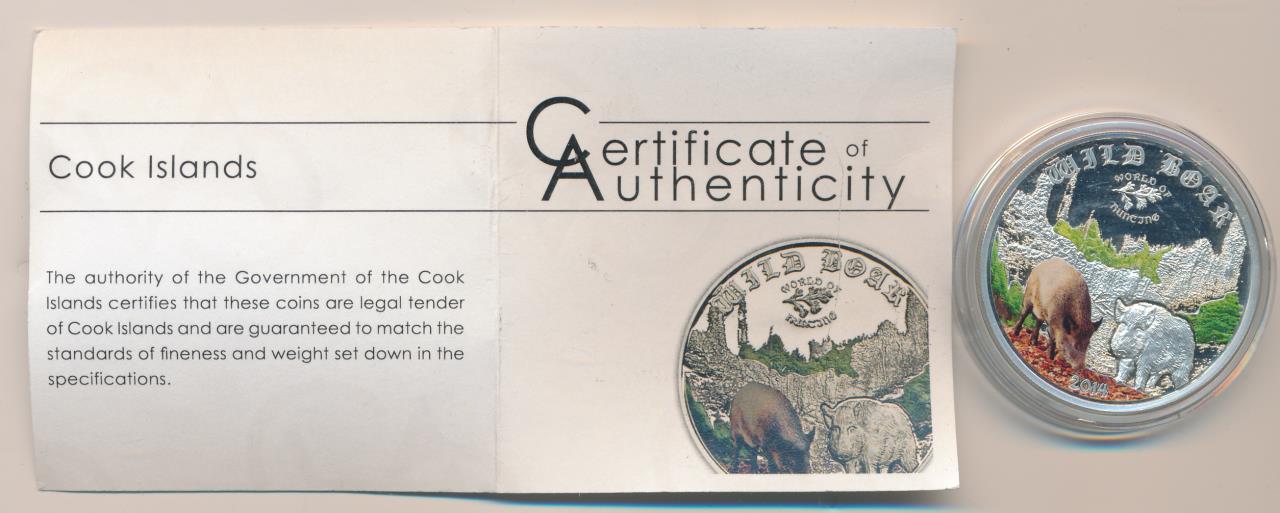 Cook Islands
The authority of the Government of the Cook
Islands certifies that these coins are legal tender
of Cook Islands and are guaranteed to match the
standards of fineness and weight set down in the
specifications.
Certificate of
Authenticity
WILD BOAR
WORLD OF
HUNTING
WILD BOAR
WORLD OF
HUNTING
2014